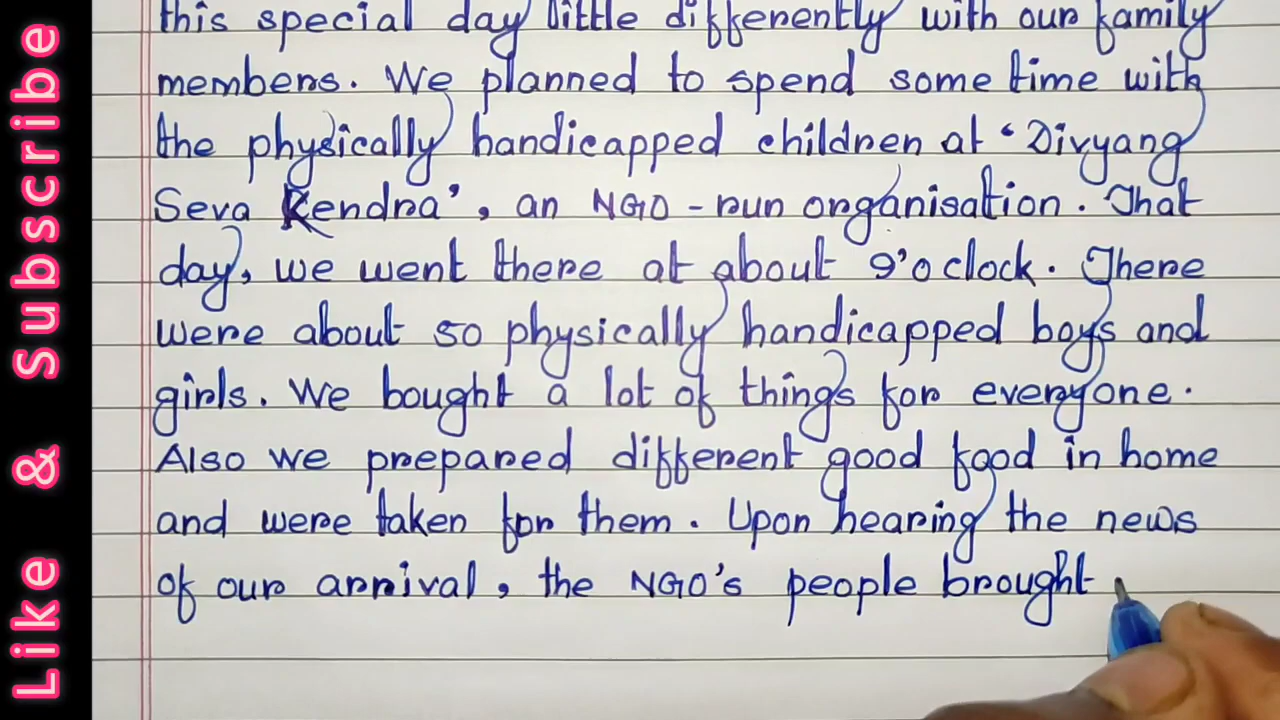 Like & Subscribe
this special day little differently with our family
members. We planned to spend some time with
the physically handicapped children at 'Divyang
Seva Kendra', an NGO-run organisation. That
day, we went there at about 9'o clock. There
were about 50 physically handicapped boys and
girls. We bought a lot of things for everyone.
Also we prepared different good food in home
and were taken for them. Upon hearing the news
of our arrival, the NGO's people brought